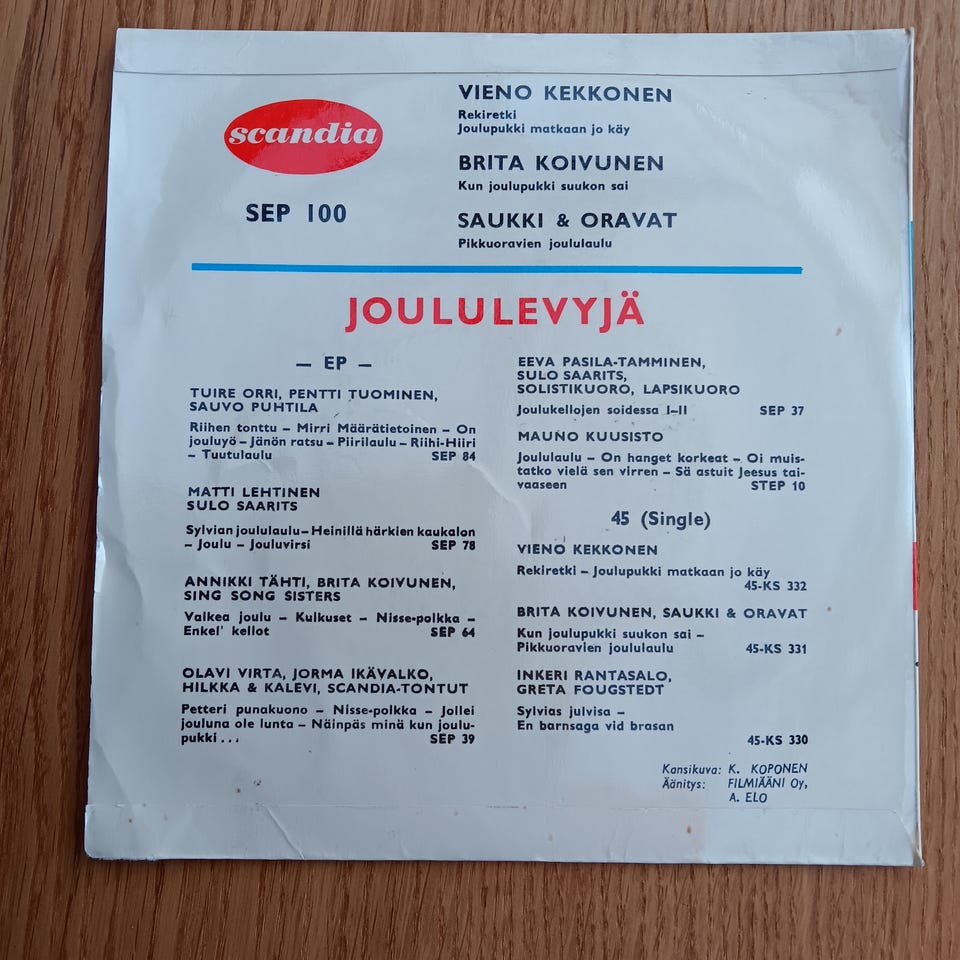 scandia
SEP 100
VIENO KEKKONEN
Rekiretki
Joulupukki matkaan jo käy
BRITA KOIVUNEN
Kun joulupukki suukon sai
SAUKKI & ORAVAT
Pikkuoravien joululaulu
JOULULEVYJÄ
— EP —
TUIRE ORRI, PENTTI TUOMINEN,
SAUVO PUHTILA
Riihen tonttu – Mirri Määrätietoinen – On
jouluyö – Jänön ratsu – Piirilaulu – Riihi-Hiiri
– Tuutulaulu SEP 84
MATTI LEHTINEN
SULO SAARITS
Sylvian joululaulu – Heinillä härkien kaukalon
– Joulu – Jouluvirsi SEP 78
ANNIKKI TÄHTI, BRITA KOIVUNEN,
SING SONG SISTERS
Valkea joulu – Kulkuset – Nisse-polkka –
Enkel' kellot SEP 64
OLAVI VIRTA, JORMA IKÄVALKO,
HILKKA & KALEVI, SCANDIA-TONTUT
Petteri punakuono – Nisse-polkka – Jollei
jouluna ole lunta – Näinpäs minä kun joulu-
pukki . . . SEP 39
EEVA PASILA-TAMMINEN,
SULO SAARITS,
SOLISTIKUORO, LAPSIKUORO
Joulukellojen soidessa I–II SEP 37
MAUNO KUUSISTO
Joululaulu – On hanget korkeat – Oi muis-
tatko vielä sen virren – Sä astuit Jeesus tai-
vaaseen STEP 10
45 (Single)
VIENO KEKKONEN
Rekiretki – Joulupukki matkaan jo käy
45-KS 332
BRITA KOIVUNEN, SAUKKI & ORAVAT
Kun joulupukki suukon sai –
Pikkuoravien joululaulu 45-KS 331
INKERI RANTASALO,
GRETA FOUGSTEDT
Sylvias julvisa –
En barnsaga vid brasan
45-KS 330
Kansikuva: K. KOPONEN
Äänitys: FILMIÄÄNI Oy,
A. ELO